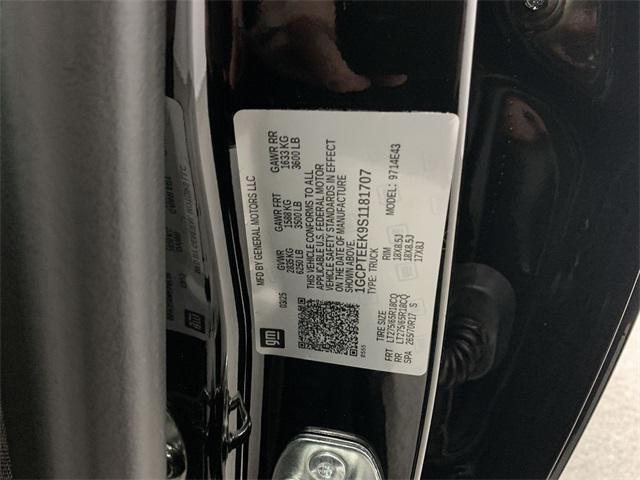 MFD BY GENERAL MOTORS LLC
03/25
GVWR
2835 KG
6250 LB
GAWR FRT
1588 KG
3500 LB
GAWR RR
1633 KG
3600 LB
THIS VEHICLE CONFORMS TO ALL
APPLICABLE U.S. FEDERAL MOTOR
VEHICLE SAFETY STANDARDS IN EFFECT
ON THE DATE OF MANUFACTURE
SHOWN ABOVE.
1GCPTEEK9S1181707
TYPE: TRUCK
MODEL: 9714E43
gm
TIRE SIZE RIM
FRT LT275/65R18CQ 18X8.5J
RR LT275/65R18CQ 18X8.5J
SPA 265/70R17 S 17X8J